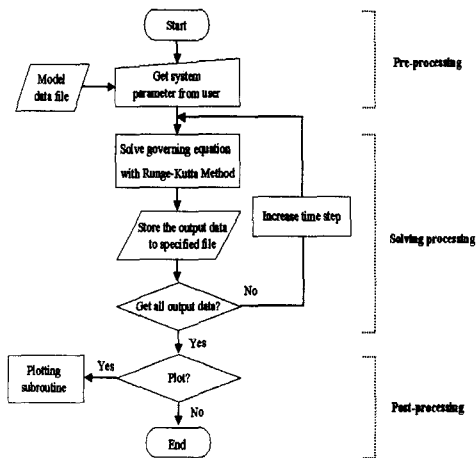 Start
Pre-processing
Model
data file
Get system
parameter from user
Solve governing equation
with Runge-Kutta Method
Store the output data
to specified file
Increase time step
Solving processing
Get all output data?
No
Yes
Plotting
subroutine
Yes
Plot?
No
Post-processing
End